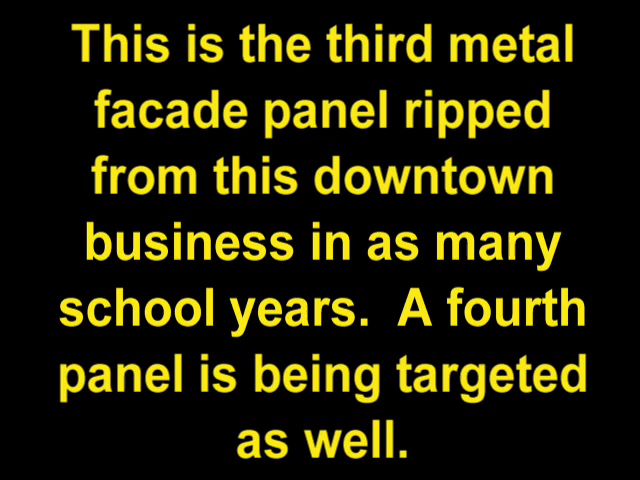 This is the third metal
facade panel ripped
from this downtown
business in as many
school years.  A fourth
panel is being targeted
as well.